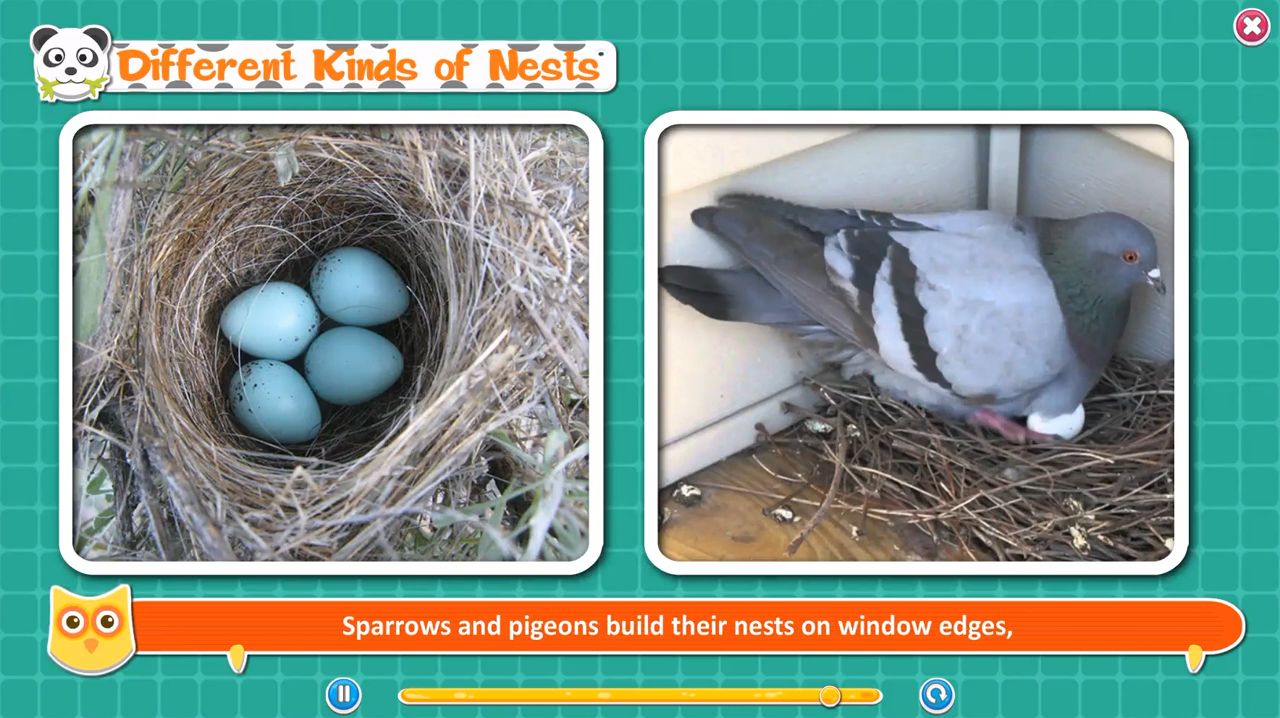 Different Kinds of Nests
Sparrows and pigeons build their nests on window edges,